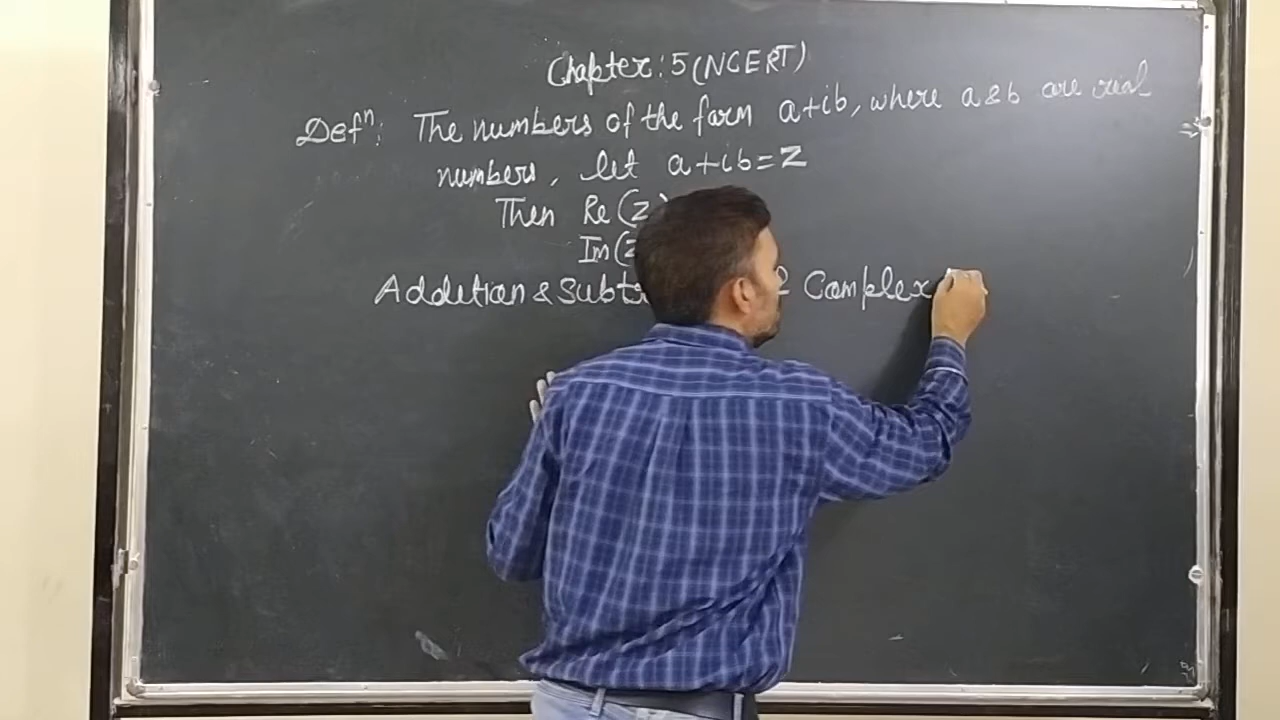 Chapter: 5 (NCERT)
Defⁿ: The numbers of the form a+ib, where a & b are real
numbers, let a+ib=Z
Then Re(Z)
Im(Z
Addition & Subtr 2 Complex